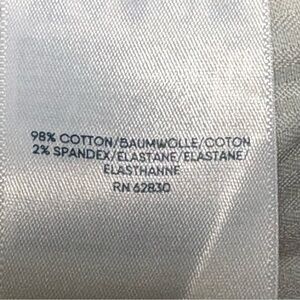 98% COTTON/BAUMWOLLE/COTON
2% SPANDEX/ELASTANE/ELASTANE/
ELASTHANNE
RN 62830